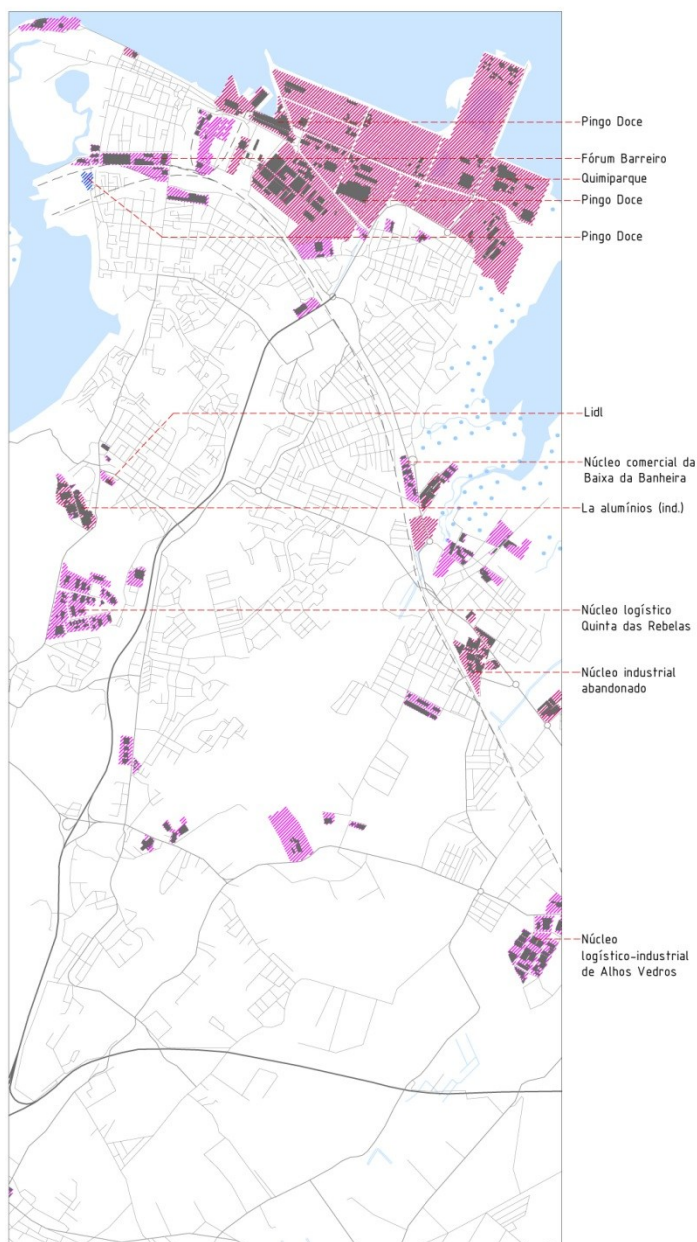 Pingo Doce
Fórum Barreiro
Quimiparque
Pingo Doce
Pingo Doce
Lidl
Núcleo comercial da
Baixa da Banheira
La alumínios (ind.)
Núcleo logístico
Quinta das Rebelas
Núcleo industrial
abandonado
Núcleo
logístico-industrial
de Alhos Vedros